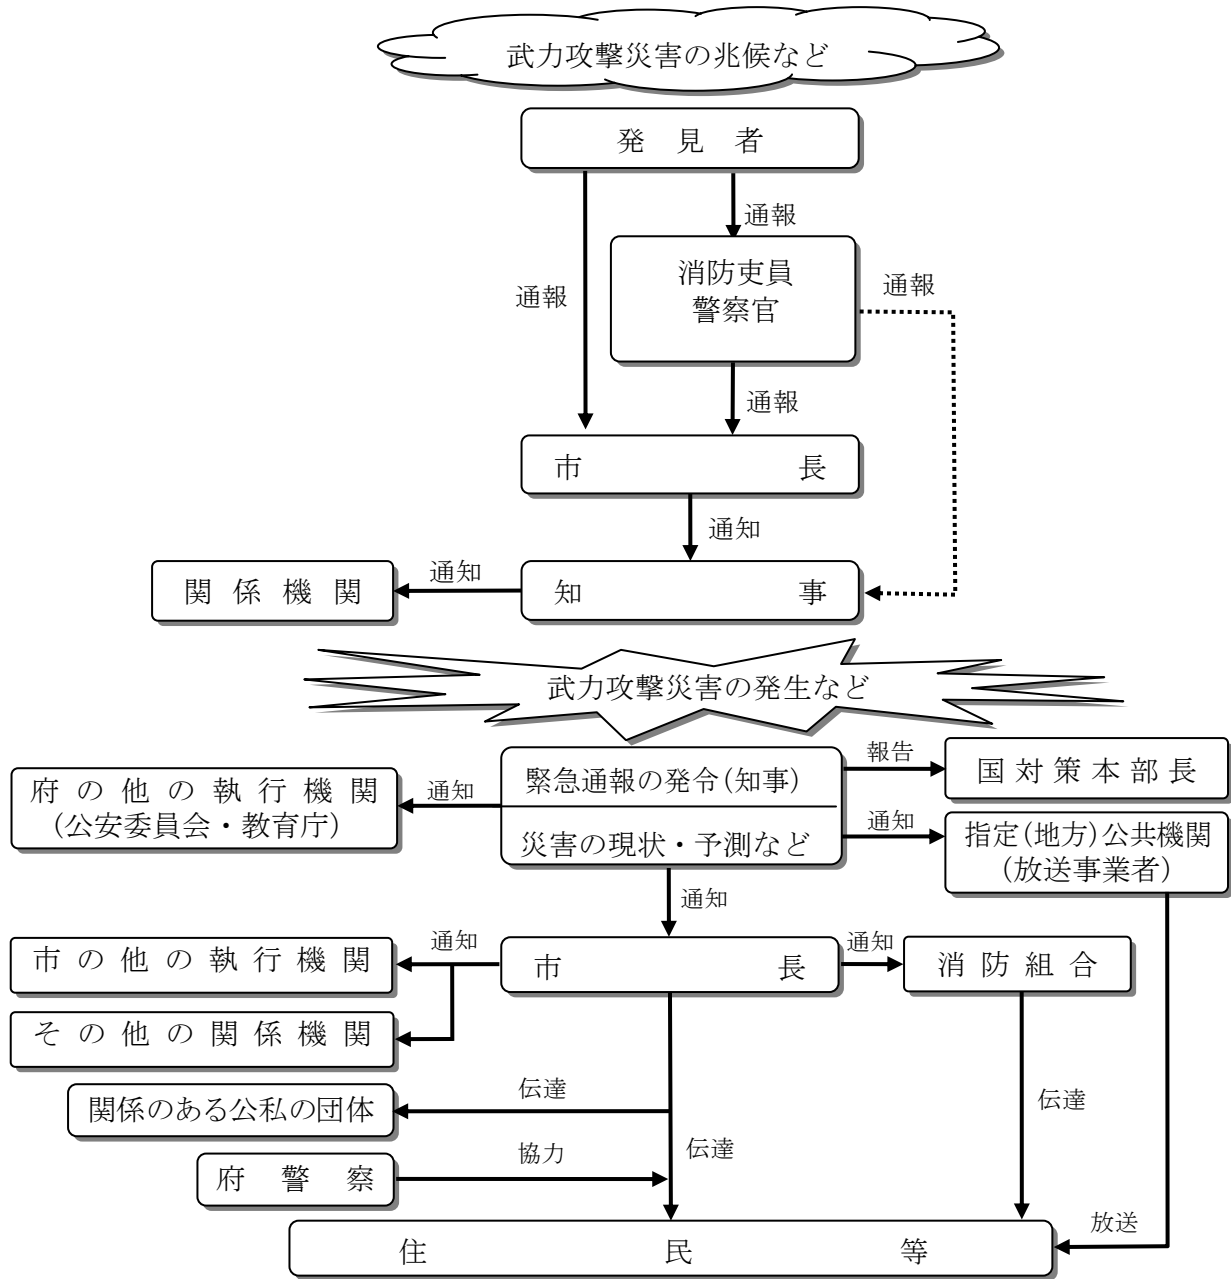 武力攻撃災害の兆候など
発見者
通報
消防吏員
警察官
通報
通報
通報
市長
通知
関係機関
通知
知事
武力攻撃災害の発生など
府の他の執行機関
(公安委員会・教育庁)
通知
緊急通報の発令(知事)
災害の現状・予測など
報告
国対策本部長
通知
指定(地方)公共機関
(放送事業者)
通知
市の他の執行機関
通知
市長
通知
消防組合
その他の関係機関
関係のある公私の団体
伝達
伝達
伝達
府警察
協力
放送
住民等